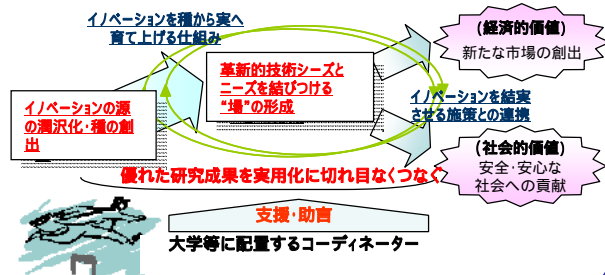 イノベーションを種から実へ
育て上げる仕組み
(経済的価値)
新たな市場の創出
革新的技術シーズと
ニーズを結びつける
“場”の形成
イノベーションの源
の潤沢化・種の創
出
イノベーションを結実
させる施策との連携
(社会的価値)
安全・安心な
社会への貢献
優れた研究成果を実用化に切れ目なくつなぐ
支援・助言
大学等に配置するコーディネーター